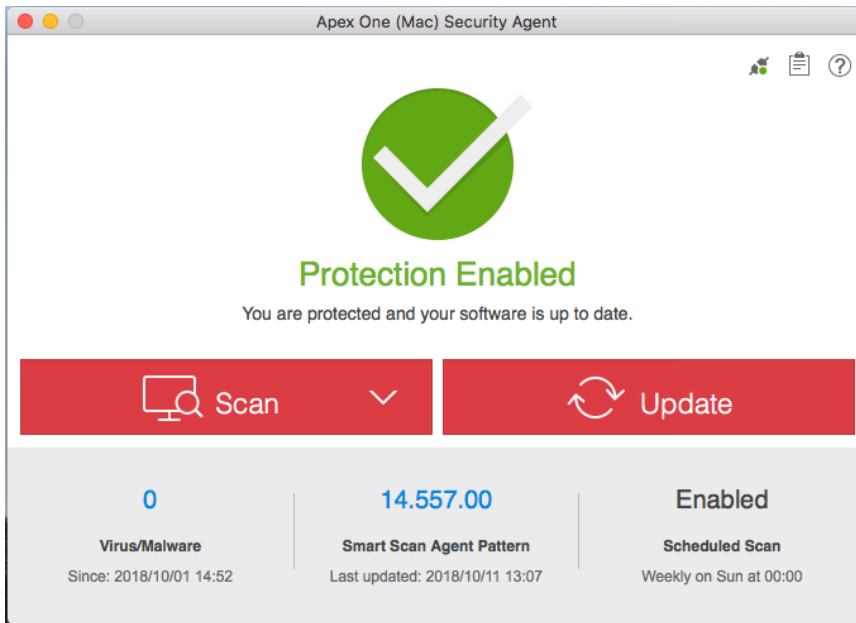 Apex One (Mac) Security Agent
Protection Enabled
You are protected and your software is up to date.
Scan
Update
0
Virus/Malware
Since: 2018/10/01 14:52
14.557.00
Smart Scan Agent Pattern
Last updated: 2018/10/11 13:07
Enabled
Scheduled Scan
Weekly on Sun at 00:00